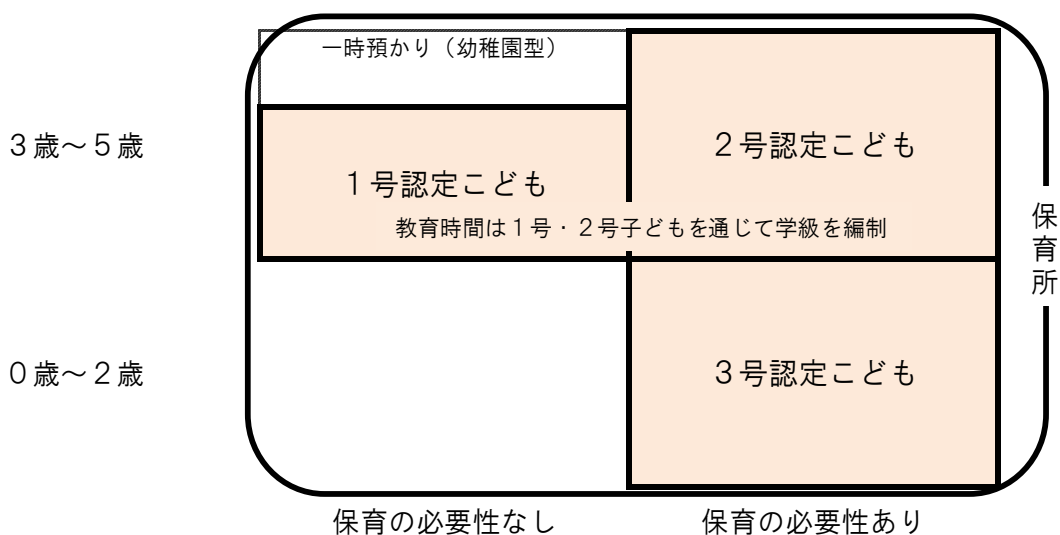 一時預かり（幼稚園型）
３歳～５歳
２号認定こども
１号認定こども
教育時間は１号・２号子どもを通じて学級を編制
保育所
０歳～２歳
３号認定こども
保育の必要性なし
保育の必要性あり